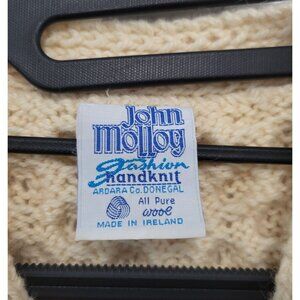 John
Molloy
fashion
handknit
ARDARA Co. DONEGAL
All Pure
wool
MADE IN IRELAND